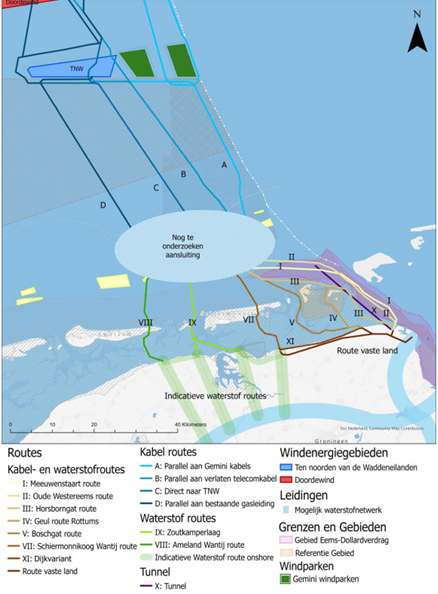 Doordewind
N
TNW
A
B
C
D
Nog te
onderzoeken
aansluiting
II
I
III
I
VIII
IX
VII
V
IV
III
X
II
XI
Route vaste land
Indicatieve waterstof routes
0 10 20 40 Kilometers
Esri Nederland, Community Map Contributors
Groningen
Routes
Kabel- en waterstofroutes
I: Meeuwenstaart route
II: Oude Westereems route
III: Horsborngat route
IV: Geul route Rottums
V: Boschgat route
VII: Schiermonnikoog Wantij route
XI: Dijkvariant
Route vaste land
Kabel routes
A: Parallel aan Gemini kabels
B: Parallel aan verlaten telecomkabel
C: Direct naar TNW
D: Parallel aan bestaande gasleiding
Waterstof routes
IX: Zoutkamperlaag
VIII: Ameland Wantij route
Indicatieve Waterstof route onshore
Tunnel
X: Tunnel
Windenergiegebieden
Ten noorden van de Waddeneilanden
Doordewind
Leidingen
Mogelijk waterstofnetwerk
Grenzen en Gebieden
Gebied Eems-Dollardverdrag
Referentie Gebied
Windparken
Gemini windparken